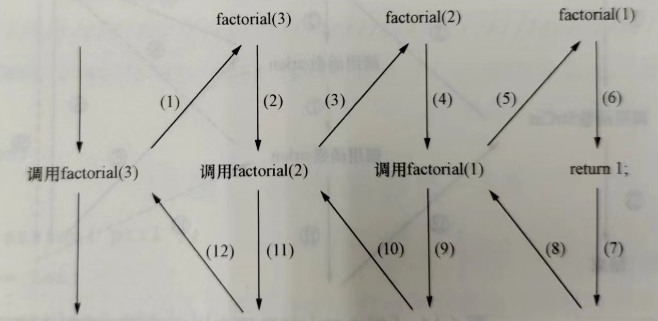 factorial(3)
factorial(2)
factorial(1)
(1)
(2)
(3)
(4)
(5)
(6)
调用factorial(3)
调用factorial(2)
调用factorial(1)
return 1;
(12)
(11)
(10)
(9)
(8)
(7)